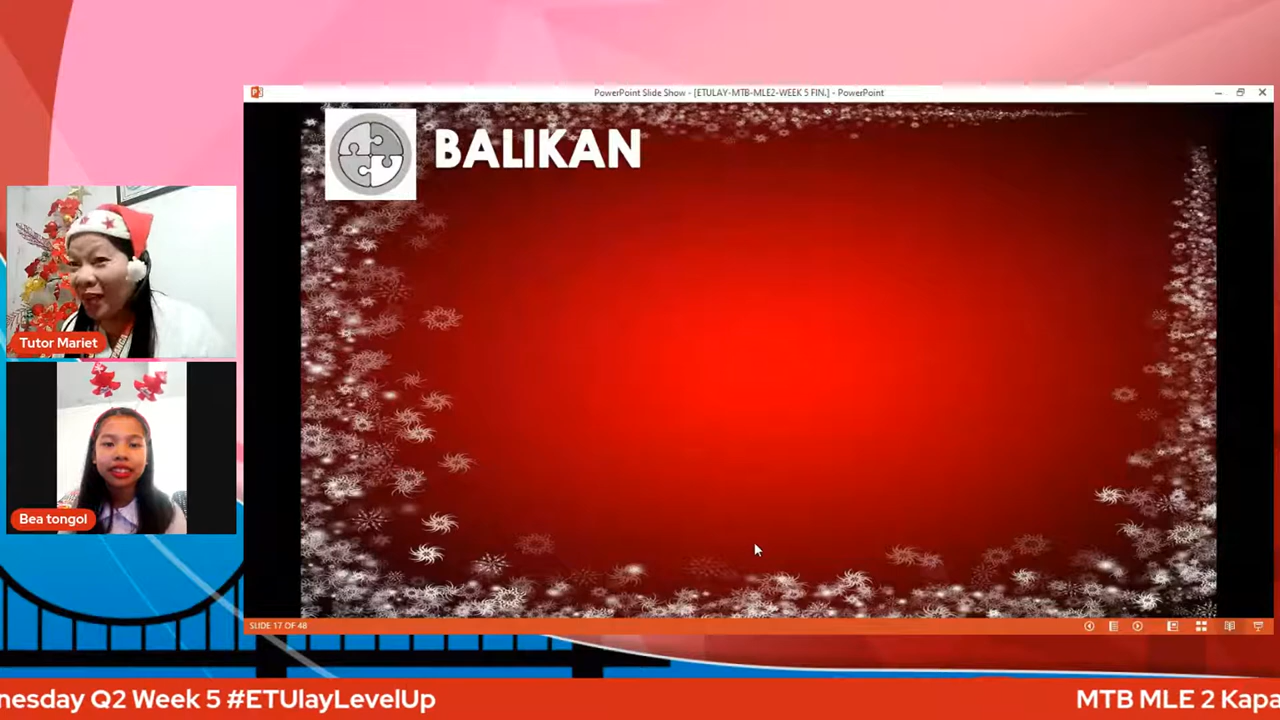 PowerPoint Slide Show - [ETULAY-MTB-MLE2-WEEK 5 FIN.] - PowerPoint
BALIKAN
Tutor Mariet
Bea tongol
SLIDE 17 OF 48
nesday Q2 Week 5 #ETUlayLevelUp
MTB MLE 2 Kapa